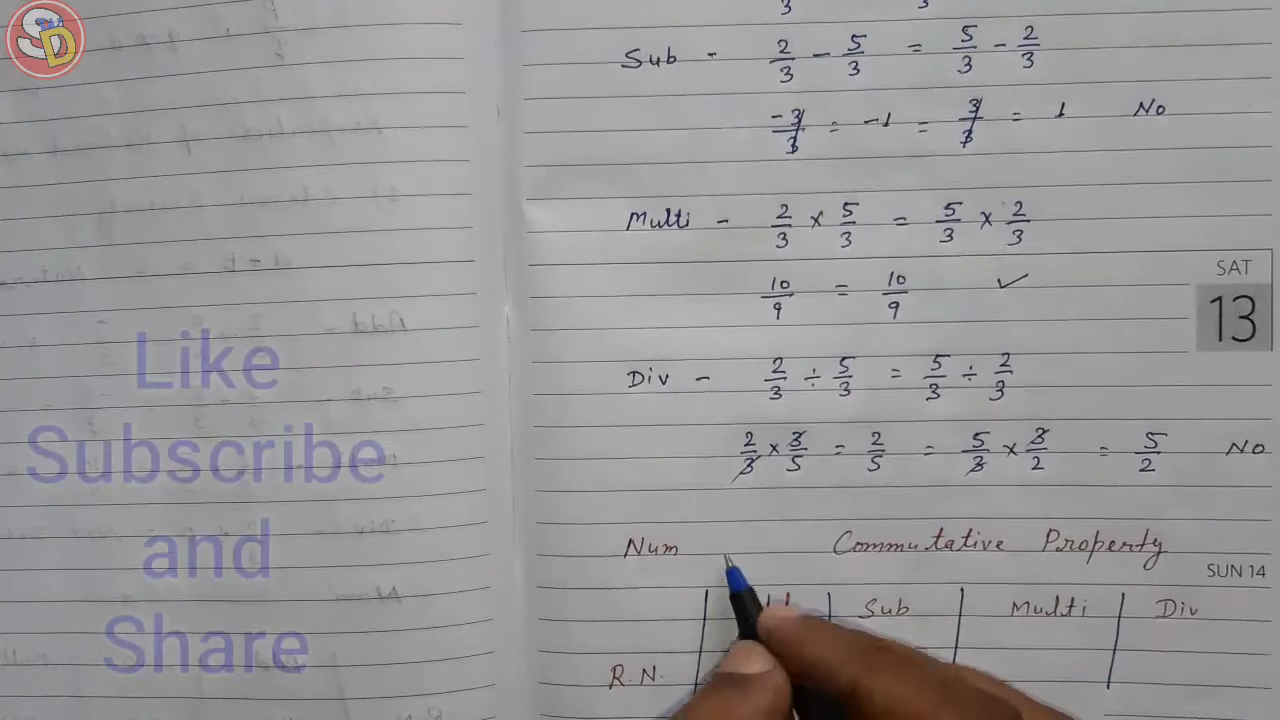 SD
Sub - 2/3 - 5/3 = 5/3 - 2/3
-3/3 = -1 = 3/3 = 1 No
Multi - 2/3 × 5/3 = 5/3 × 2/3
10/9 = 10/9 ✓
SAT
13
Div - 2/3 ÷ 5/3 = 5/3 ÷ 2/3
2/3 × 3/5 = 2/5 = 5/3 × 3/2 = 5/2 No
Num Commutative Property
SUN 14
Sub Multi Div
R.N.
Like
Subscribe
and
Share